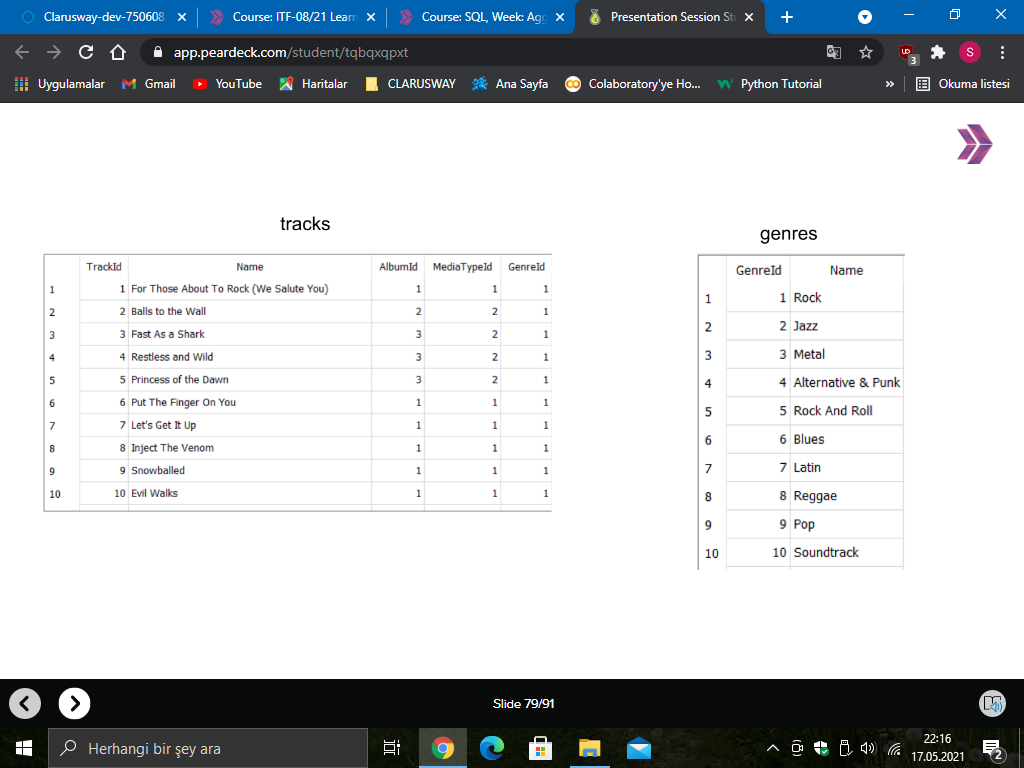 Clarusway-dev-750608
Course: ITF-08/21 Learn
Course: SQL, Week: Agg
Presentation Session St
app.peardeck.com/student/tqbqxqpxt
UD
3
S
Uygulamalar
Gmail
YouTube
Haritalar
CLARUSWAY
Ana Sayfa
Colaboratory'ye Ho...
Python Tutorial
»
Okuma listesi
tracks
TrackId Name AlbumId MediaTypeId GenreId
1 1 For Those About To Rock (We Salute You) 1 1 1
2 2 Balls to the Wall 2 2 1
3 3 Fast As a Shark 3 2 1
4 4 Restless and Wild 3 2 1
5 5 Princess of the Dawn 3 2 1
6 6 Put The Finger On You 1 1 1
7 7 Let's Get It Up 1 1 1
8 8 Inject The Venom 1 1 1
9 9 Snowballed 1 1 1
10 10 Evil Walks 1 1 1
genres
GenreId Name
1 1 Rock
2 2 Jazz
3 3 Metal
4 4 Alternative & Punk
5 5 Rock And Roll
6 6 Blues
7 7 Latin
8 8 Reggae
9 9 Pop
10 10 Soundtrack
Slide 79/91
Herhangi bir şey ara
22:16
17.05.2021
2